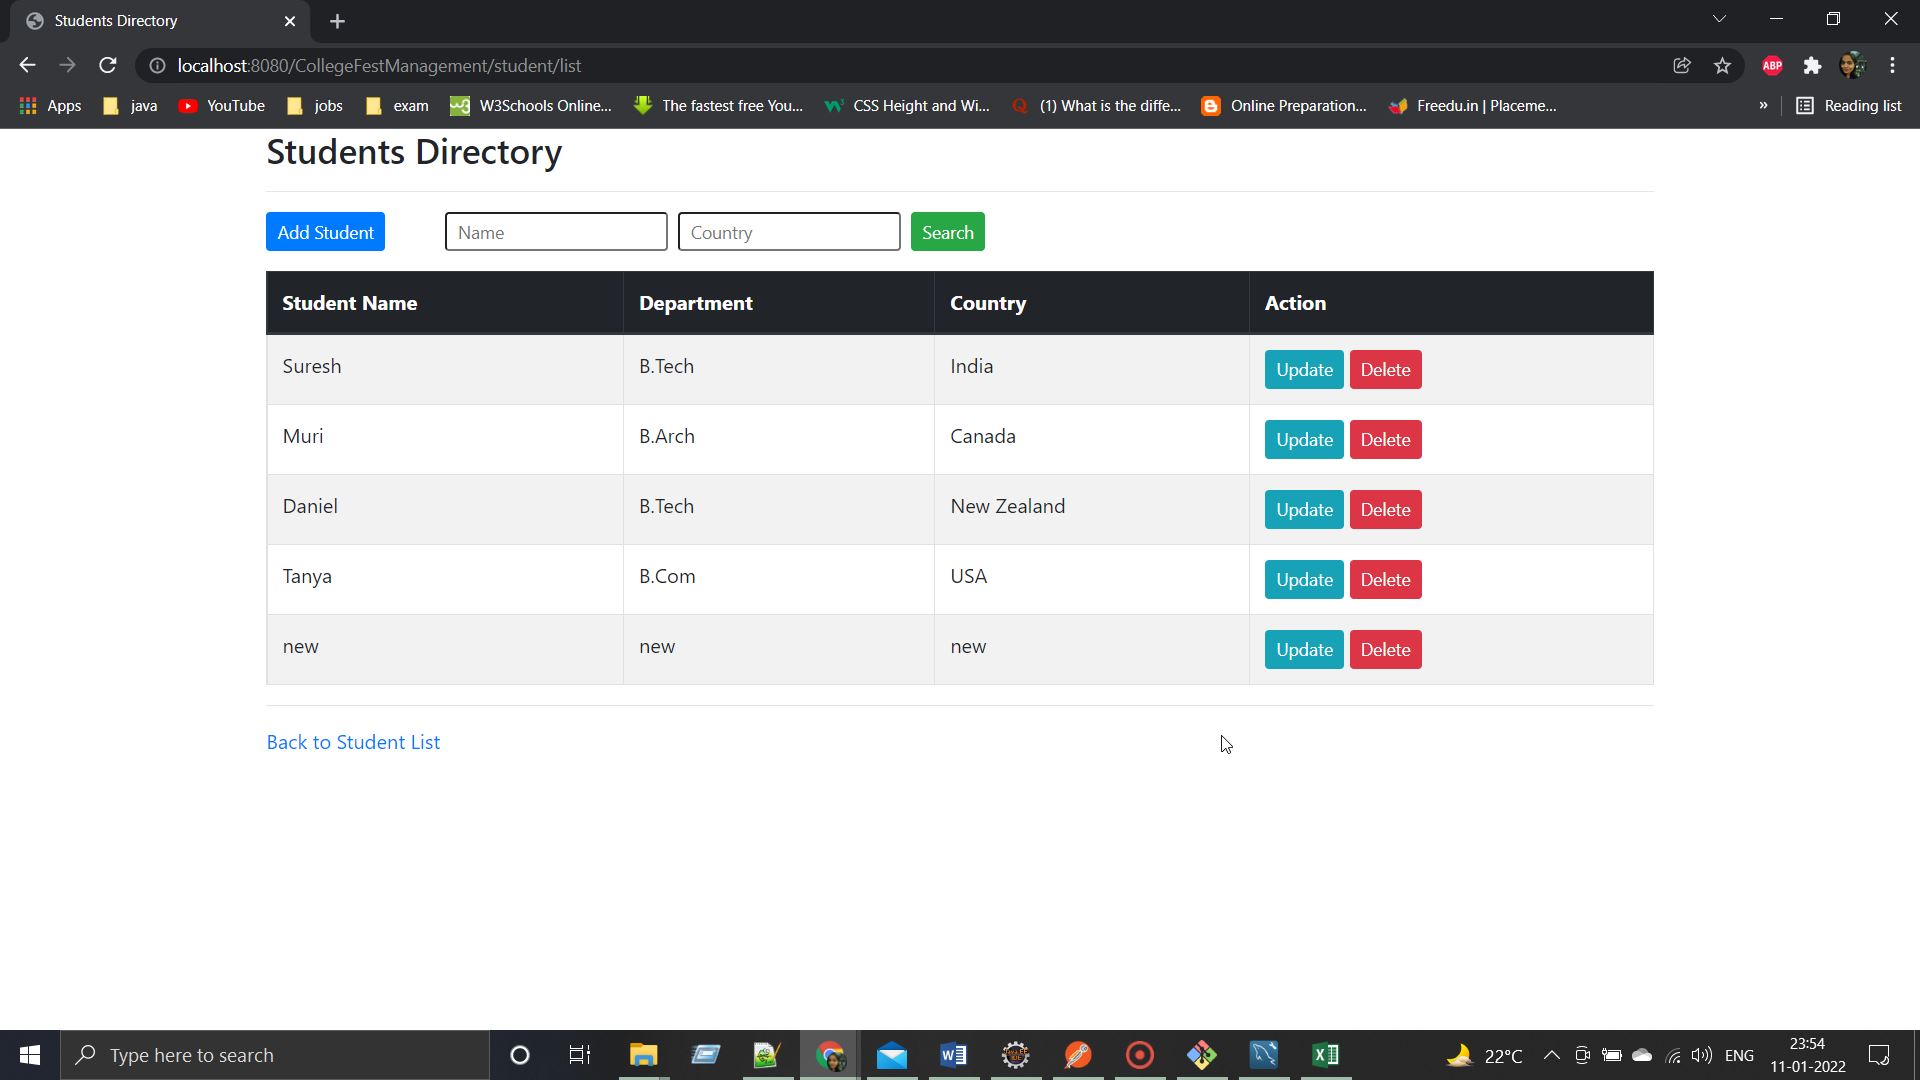 Students Directory
localhost:8080/CollegeFestManagement/student/list
ABP
Apps java YouTube jobs exam W3Schools Online... The fastest free You... CSS Height and Wi... (1) What is the diffe... Online Preparation... Freedu.in | Placeme... » Reading list
Students Directory
Add Student Name Country Search
Student Name Department Country Action
Suresh B.Tech India Update Delete
Muri B.Arch Canada Update Delete
Daniel B.Tech New Zealand Update Delete
Tanya B.Com USA Update Delete
new new new Update Delete
Back to Student List
Type here to search 22°C ENG 23:54
11-01-2022